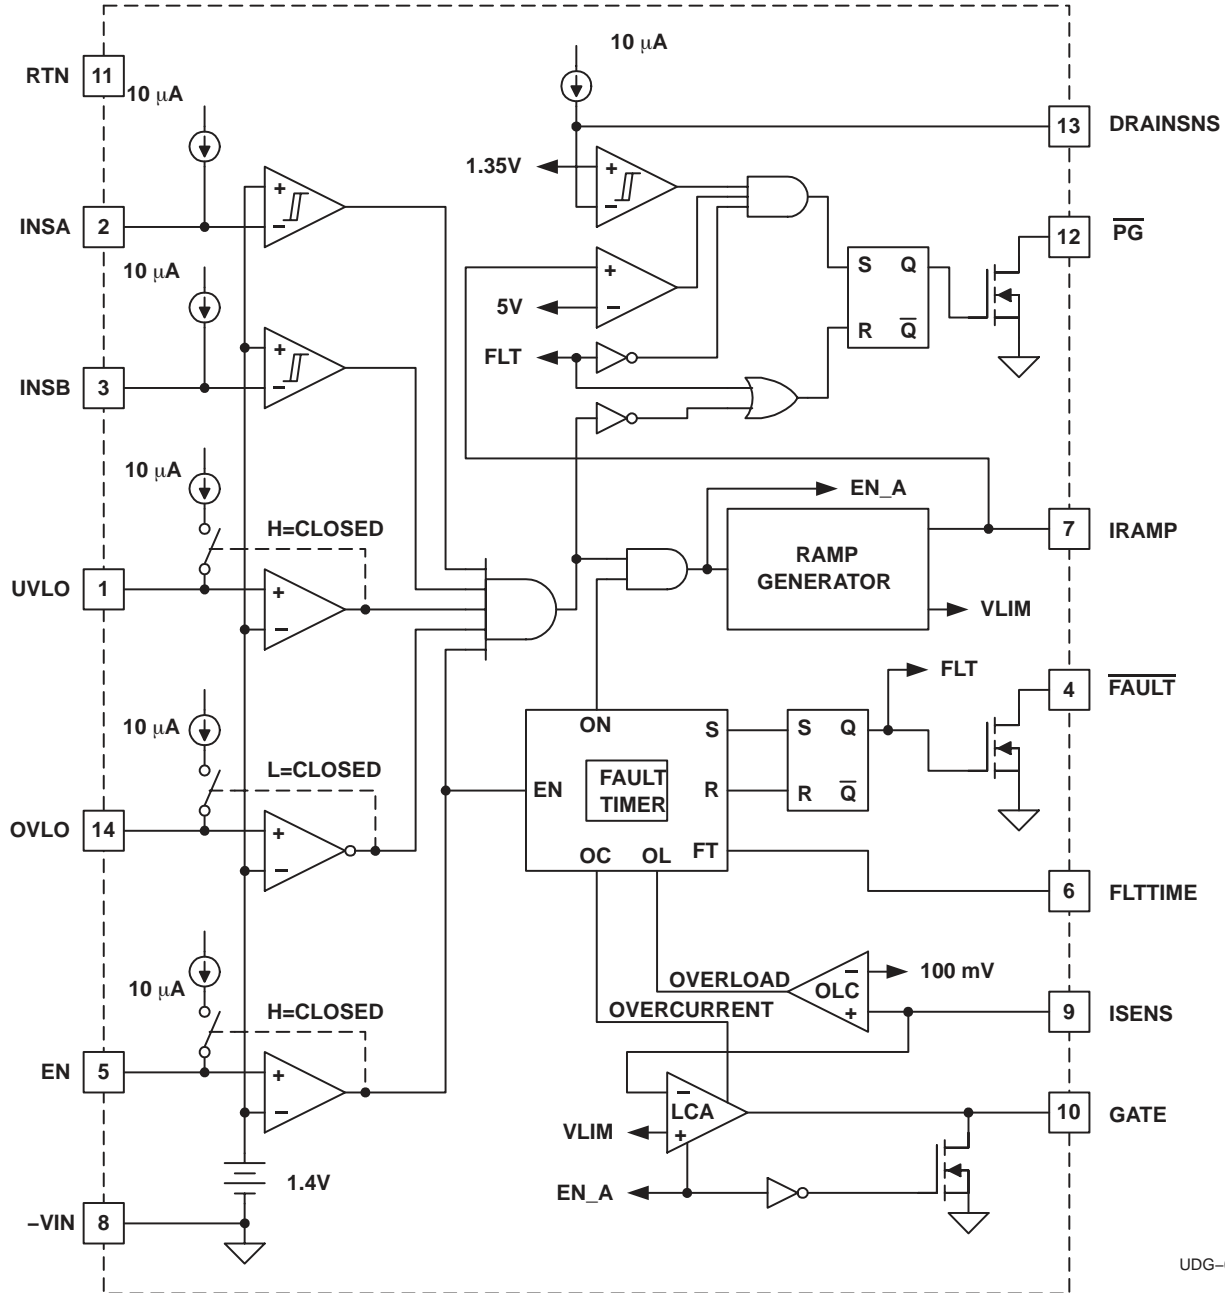 RTN 11
10 µA
10 µA
13 DRAINSNS
1.35V
+
−
+
−
INSA 2
12 PG
10 µA
S Q
R Q
+
−
5V
FLT
+
−
INSB 3
10 µA
H=CLOSED
EN_A
7 IRAMP
RAMP
GENERATOR
VLIM
UVLO 1
+
−
FLT
4 FAULT
10 µA
L=CLOSED
ON
S
EN
FAULT
TIMER
R
OC OL FT
S Q
R Q
OVLO 14
+
−
6 FLTTIME
10 µA
H=CLOSED
OVERLOAD
OVERCURRENT
−
OLC
+
100 mV
9 ISENS
EN 5
+
−
−
LCA
+
VLIM
10 GATE
EN_A
1.4V
−VIN 8